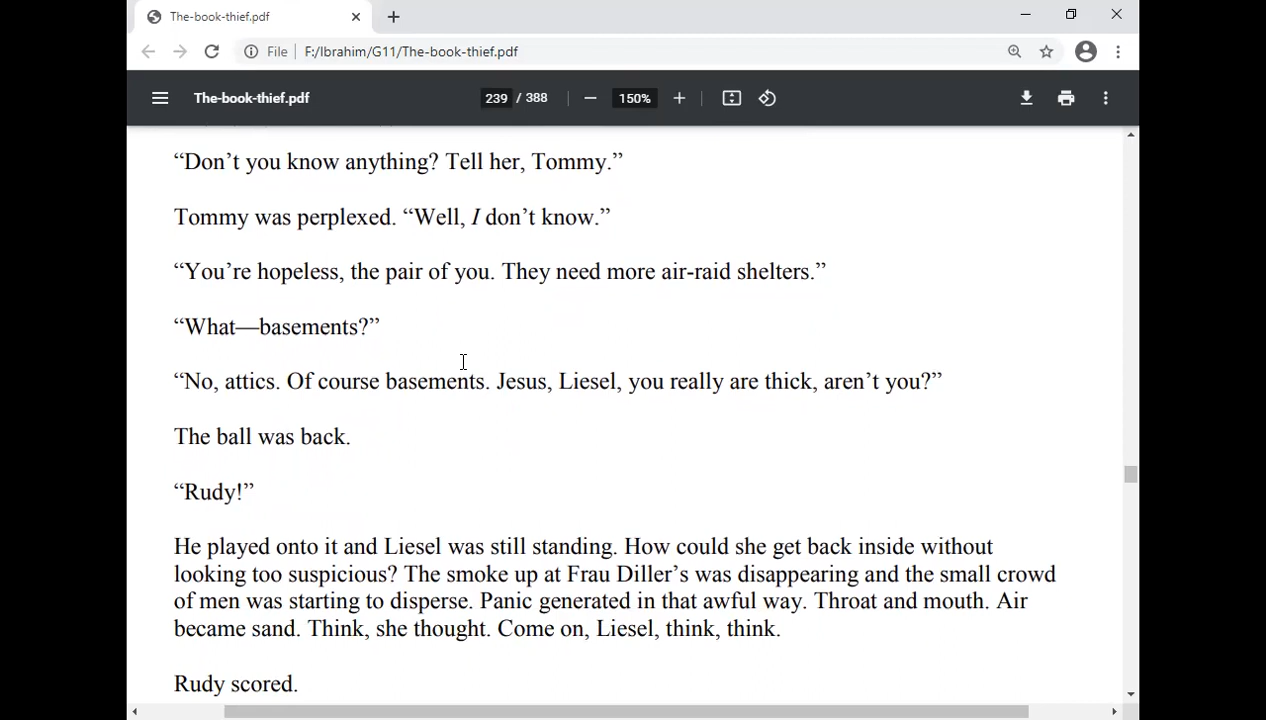 The-book-thief.pdf
File F:/Ibrahim/G11/The-book-thief.pdf
The-book-thief.pdf 239 / 388 150%
“Don’t you know anything? Tell her, Tommy.”
Tommy was perplexed. “Well, I don’t know.”
“You’re hopeless, the pair of you. They need more air-raid shelters.”
“What—basements?”
“No, attics. Of course basements. Jesus, Liesel, you really are thick, aren’t you?”
The ball was back.
“Rudy!”
He played onto it and Liesel was still standing. How could she get back inside without
looking too suspicious? The smoke up at Frau Diller’s was disappearing and the small crowd
of men was starting to disperse. Panic generated in that awful way. Throat and mouth. Air
became sand. Think, she thought. Come on, Liesel, think, think.
Rudy scored.